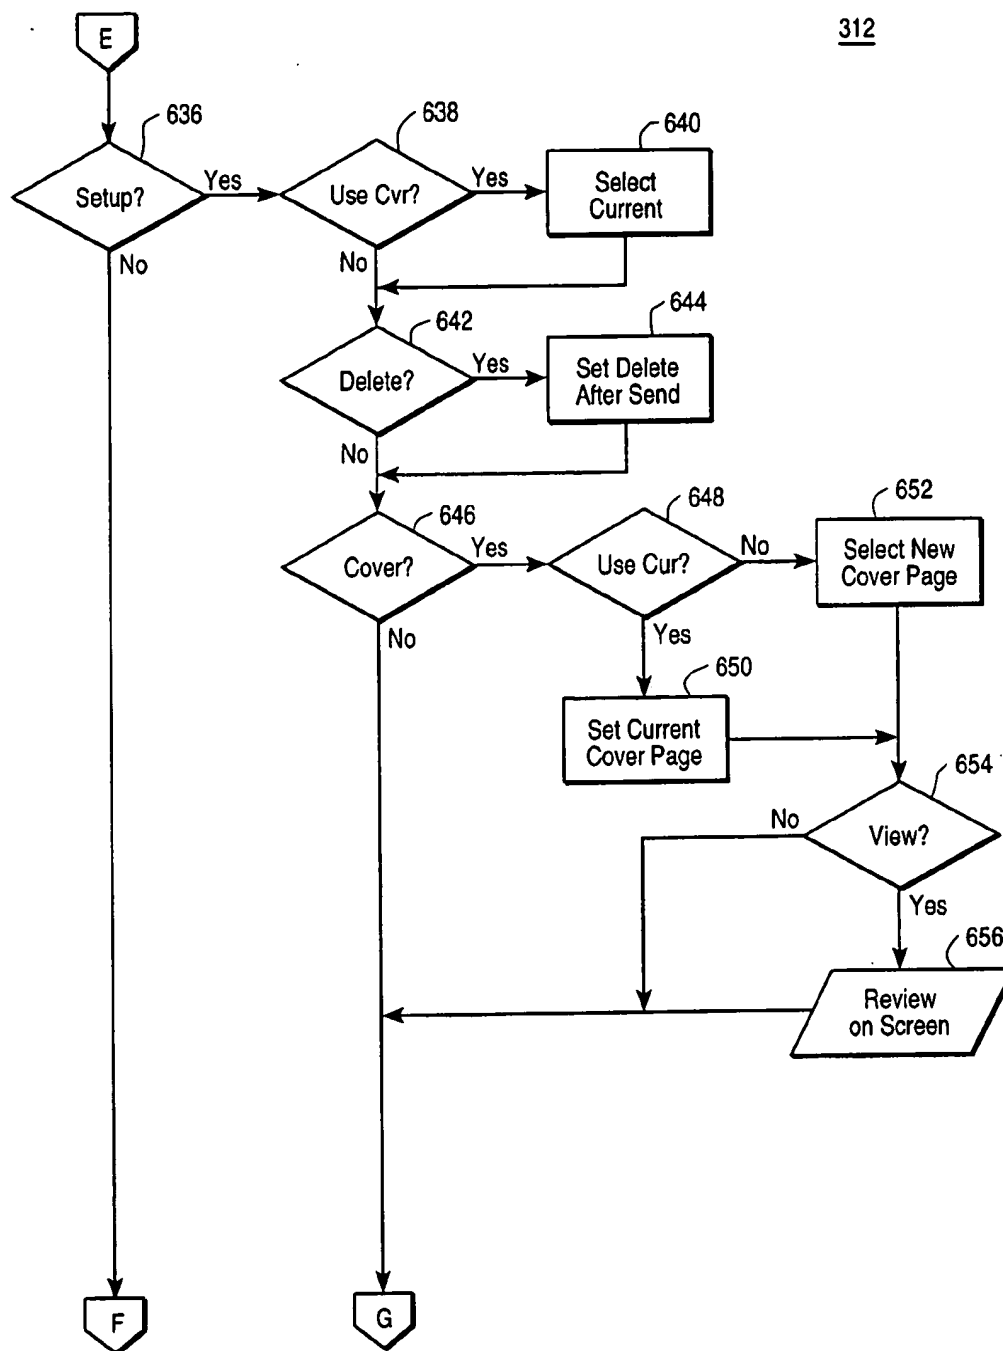 E
312
636
638
640
Setup?
Yes
Use Cvr?
Yes
Select
Current
No
No
642
644
Delete?
Yes
Set Delete
After Send
No
646
648
652
Cover?
Yes
Use Cur?
No
Select New
Cover Page
No
Yes
650
Set Current
Cover Page
654
No
View?
Yes
656
Review
on Screen
F
G